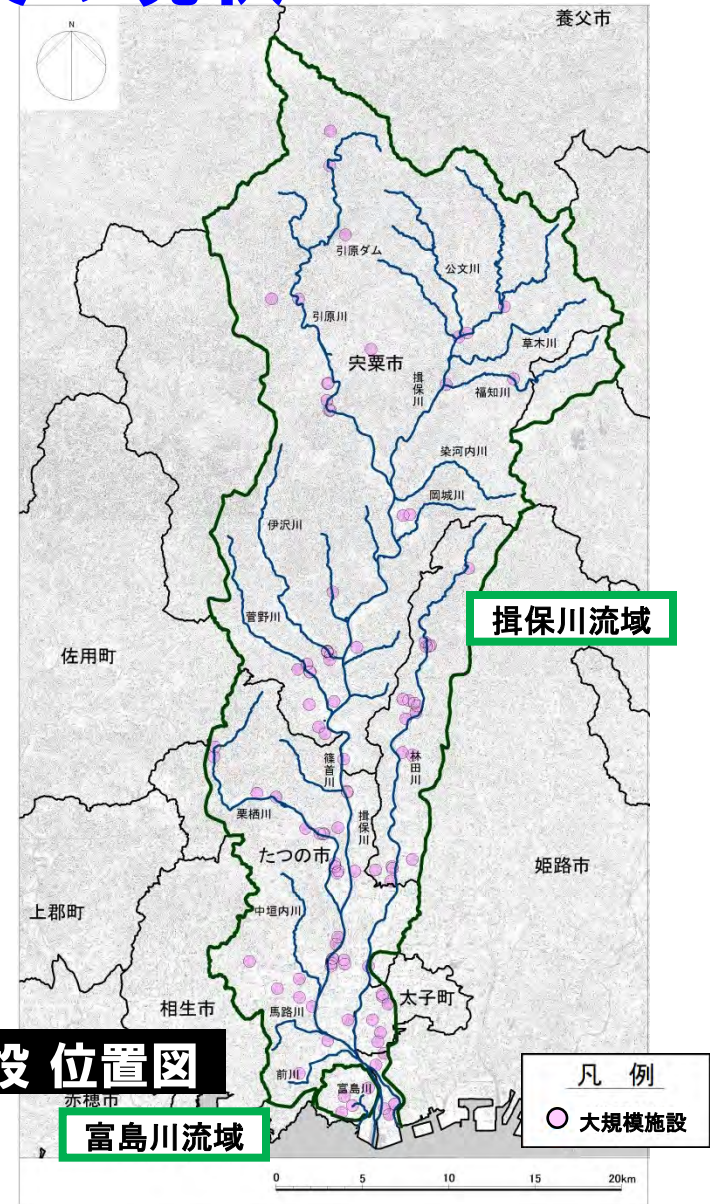 養父市
N
引原ダム
公文川
引原川
草木川
宍粟市
揖保川
福知川
染河内川
岡城川
伊沢川
揖保川流域
菅野川
佐用町
林田川
篠首川
栗栖川
揖保川
たつの市
姫路市
中垣内川
上郡町
太子町
相生市
馬路川
位置図
凡 例
前川
富島川
赤穂市
大規模施設
富島川流域
0 5 10 15 20km